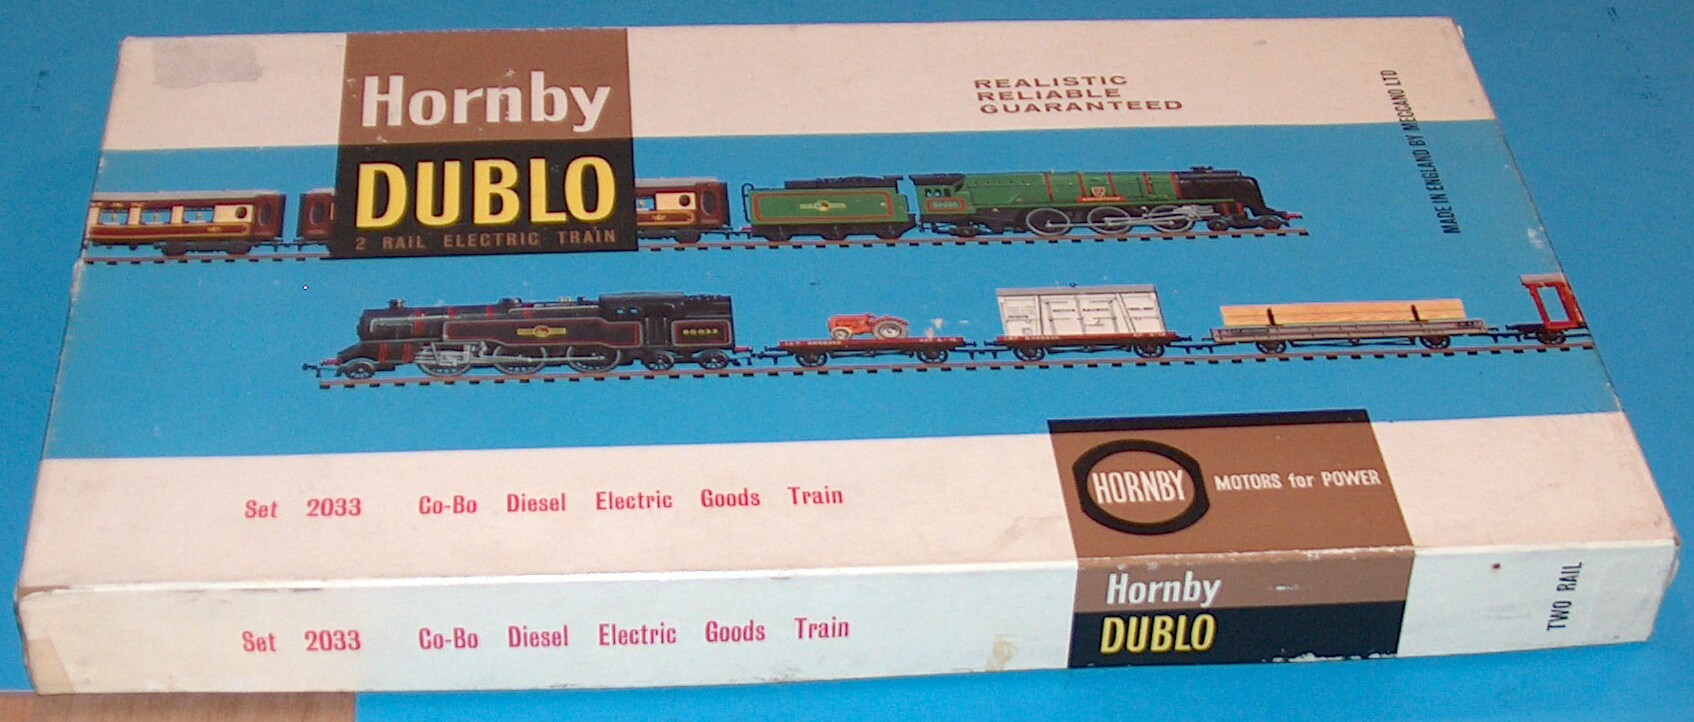 Hornby
DUBLO
2 RAIL ELECTRIC TRAIN
REALISTIC
RELIABLE
GUARANTEED
MADE IN ENGLAND BY MECCANO LTD
80033
Set 2033 Co-Bo Diesel Electric Goods Train
HORNBY MOTORS for POWER
Set 2033 Co-Bo Diesel Electric Goods Train
Hornby
DUBLO
TWO RAIL